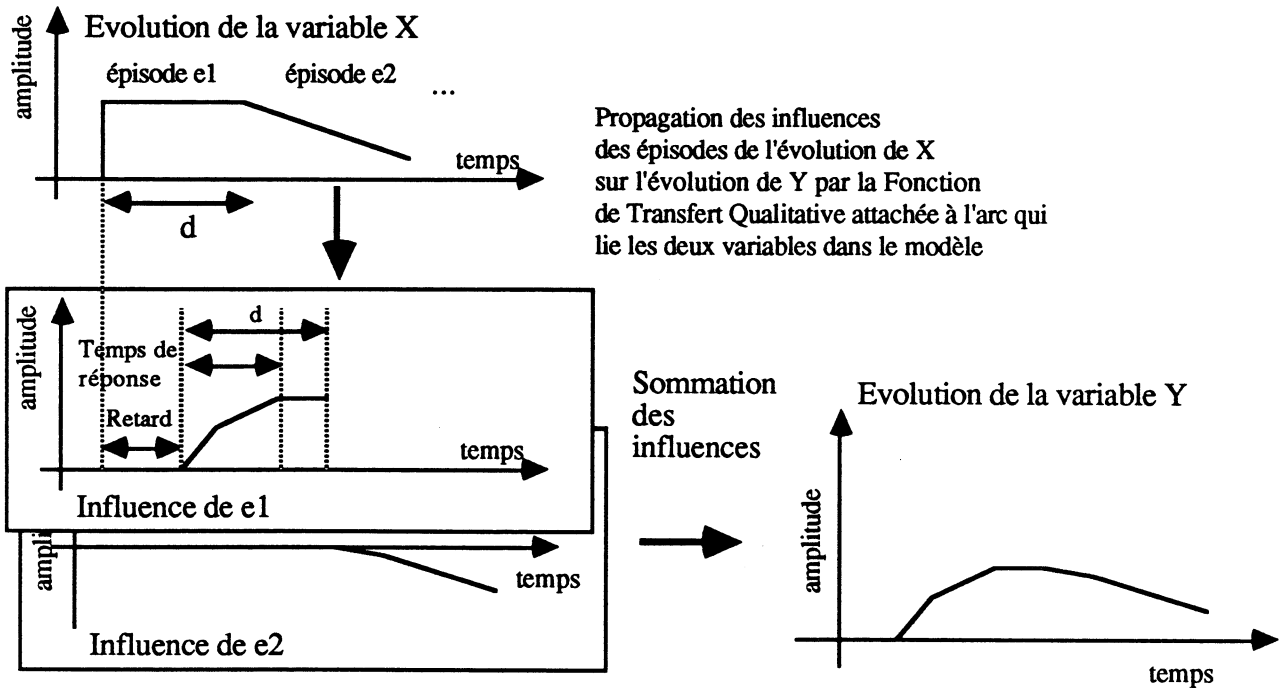 Evolution de la variable X
amplitude
épisode e1
épisode e2
...
temps
d
Propagation des influences
des épisodes de l'évolution de X
sur l'évolution de Y par la Fonction
de Transfert Qualitative attachée à l'arc qui
lie les deux variables dans le modèle
amplitude
d
Temps de
réponse
Retard
temps
Influence de e1
ampli
temps
Influence de e2
Sommation
des
influences
Evolution de la variable Y
amplitude
temps